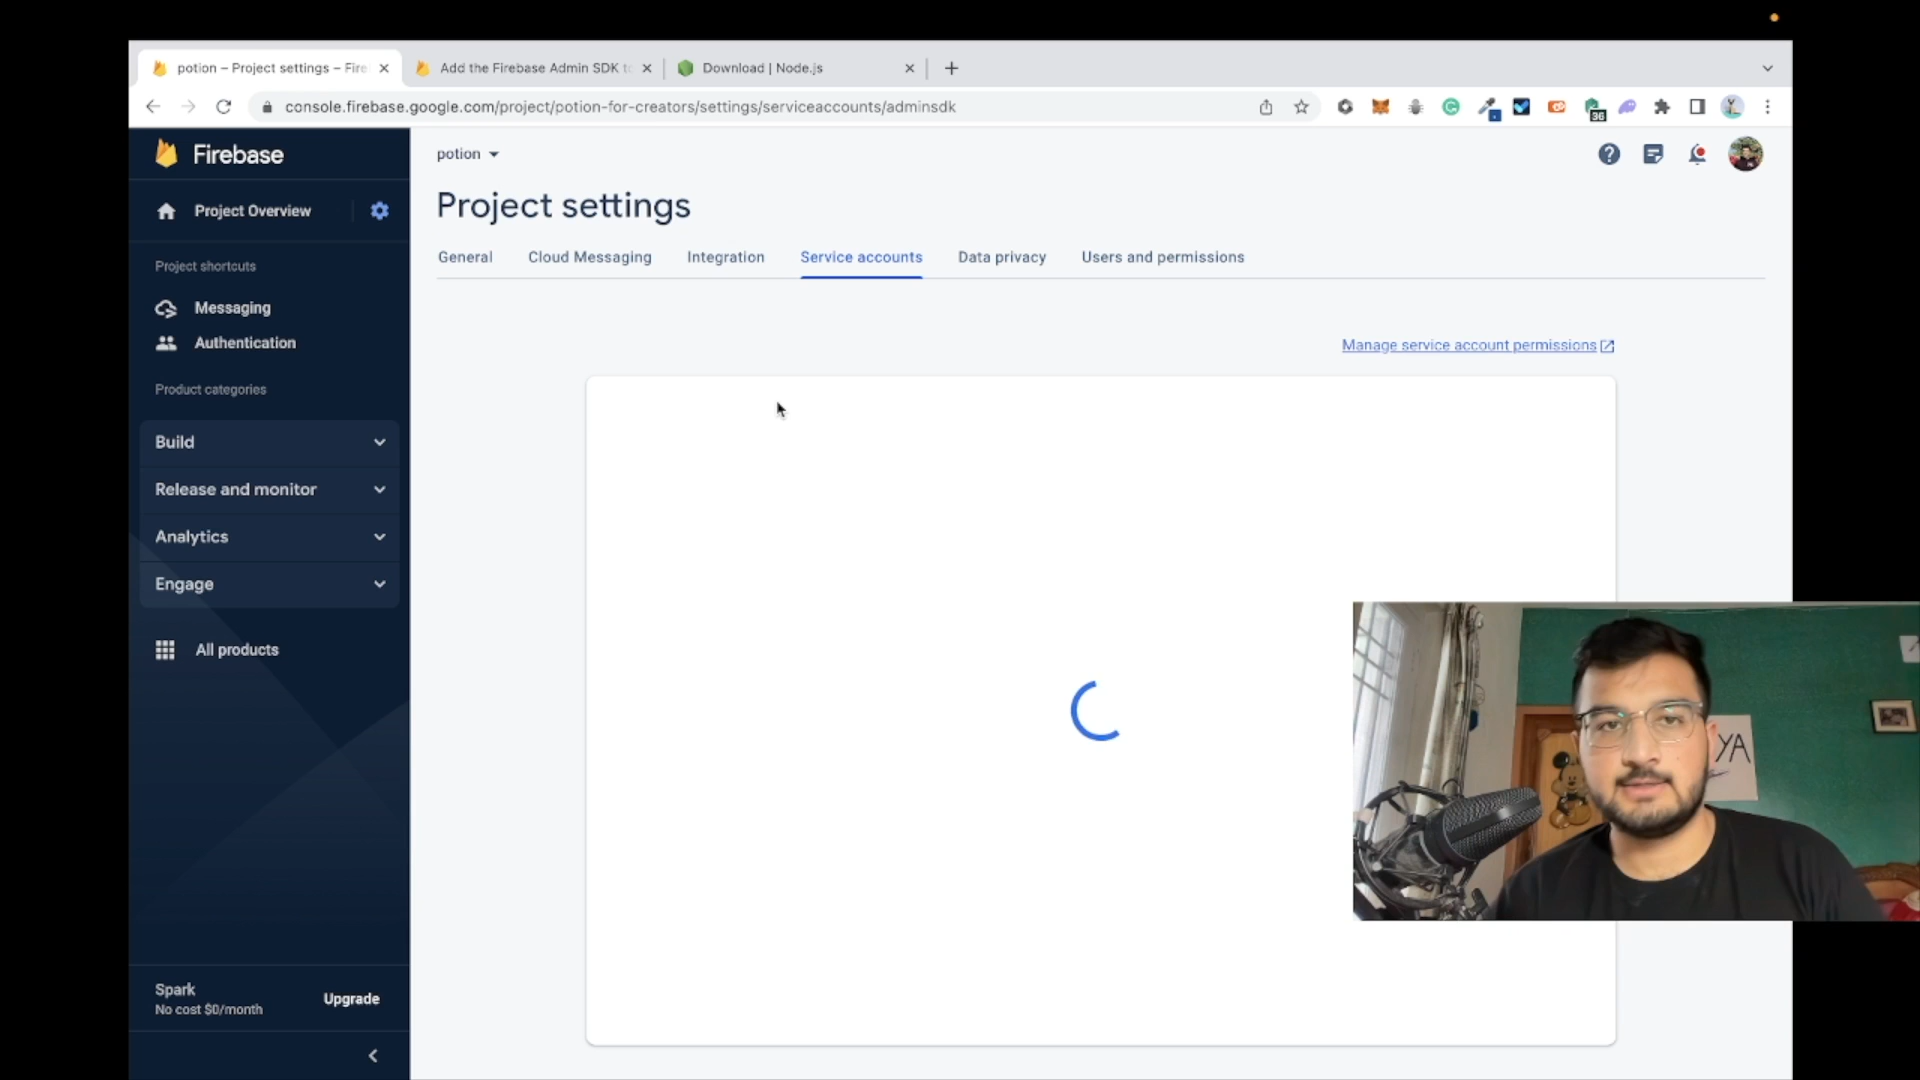 potion – Project settings – Fire
Add the Firebase Admin SDK to
Download | Node.js
console.firebase.google.com/project/potion-for-creators/settings/serviceaccounts/adminsdk
36
Firebase
potion
Project Overview
Project settings
General
Cloud Messaging
Integration
Service accounts
Data privacy
Users and permissions
Project shortcuts
Messaging
Authentication
Manage service account permissions
Product categories
Build
Release and monitor
Analytics
Engage
All products
YA
Spark
No cost $0/month
Upgrade